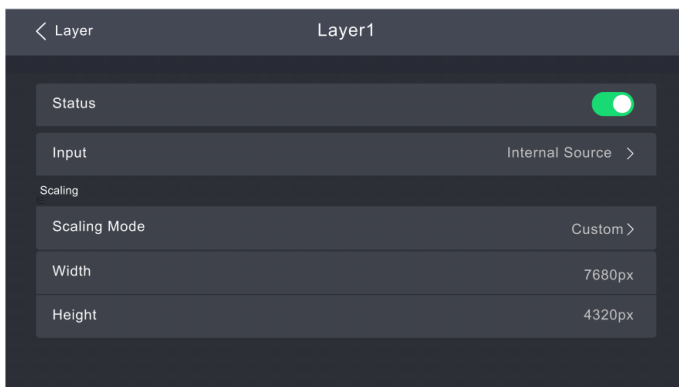 Layer Layer1
Status
Input Internal Source
Scaling
Scaling Mode Custom
Width 7680px
Height 4320px